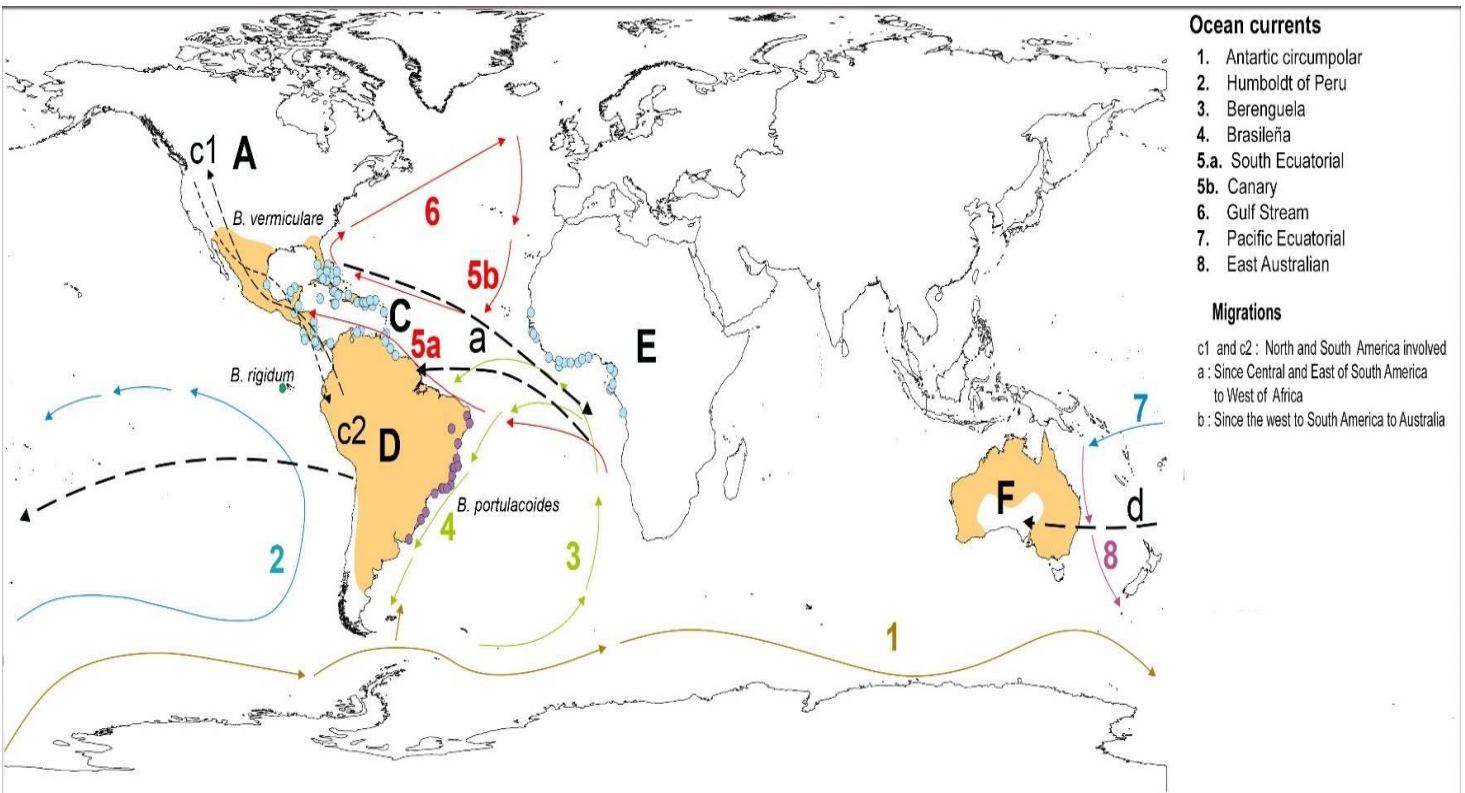 Ocean currents
1. Antartic circumpolar
2. Humboldt of Peru
3. Berenguela
4. Brasileña
5.a. South Ecuatorial
5b. Canary
6. Gulf Stream
7. Pacific Ecuatorial
8. East Australian
Migrations
c1 and c2 : North and South America involved
a : Since Central and East of South America
to West of Africa
b : Since the west to South America to Australia
c1 A
B. vermiculare
6
5b
C
5a
a
E
B. rigidum
7
c2
D
F
d
B. portulacoides
4
2
3
8
1